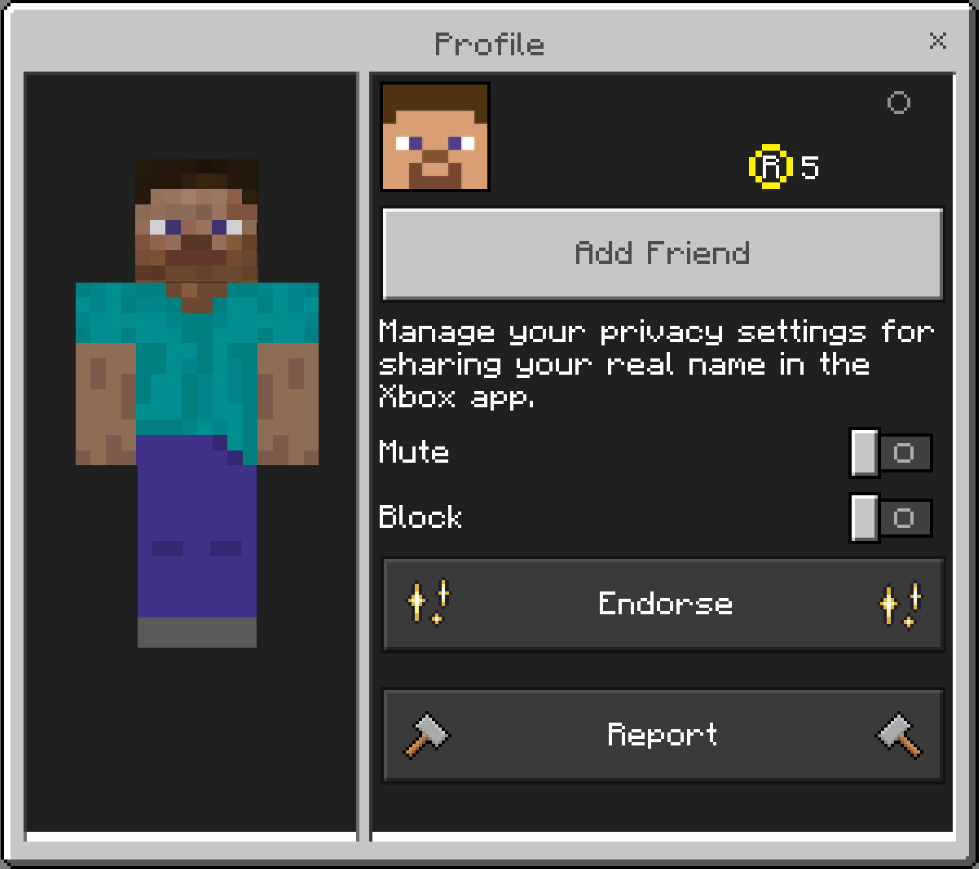 Profile
R 5
Add Friend
Manage your privacy settings for
sharing your real name in the
Xbox app.
Mute
Block
Endorse
Report